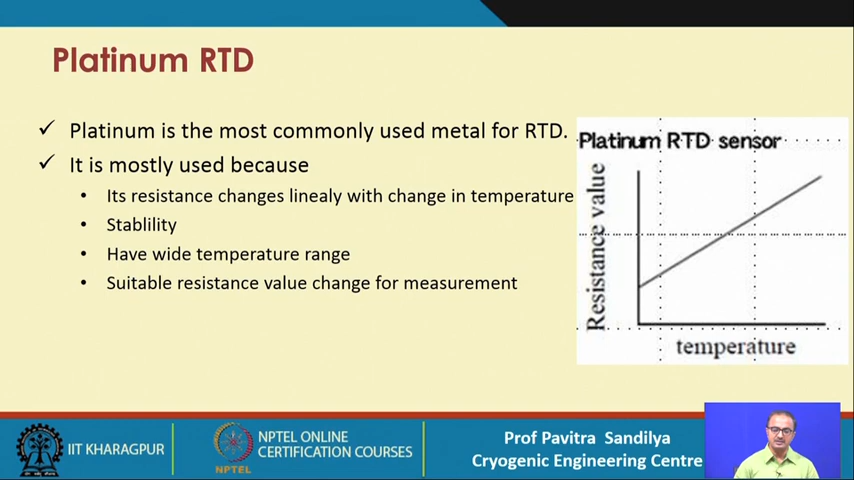 Platinum RTD
Platinum is the most commonly used metal for RTD.
It is mostly used because
Its resistance changes linealy with change in temperature
Stablility
Have wide temperature range
Suitable resistance value change for measurement
Platinum RTD sensor
Resistance value
temperature
IIT KHARAGPUR
NPTEL
NPTEL ONLINE
CERTIFICATION COURSES
Prof Pavitra Sandilya
Cryogenic Engineering Centre